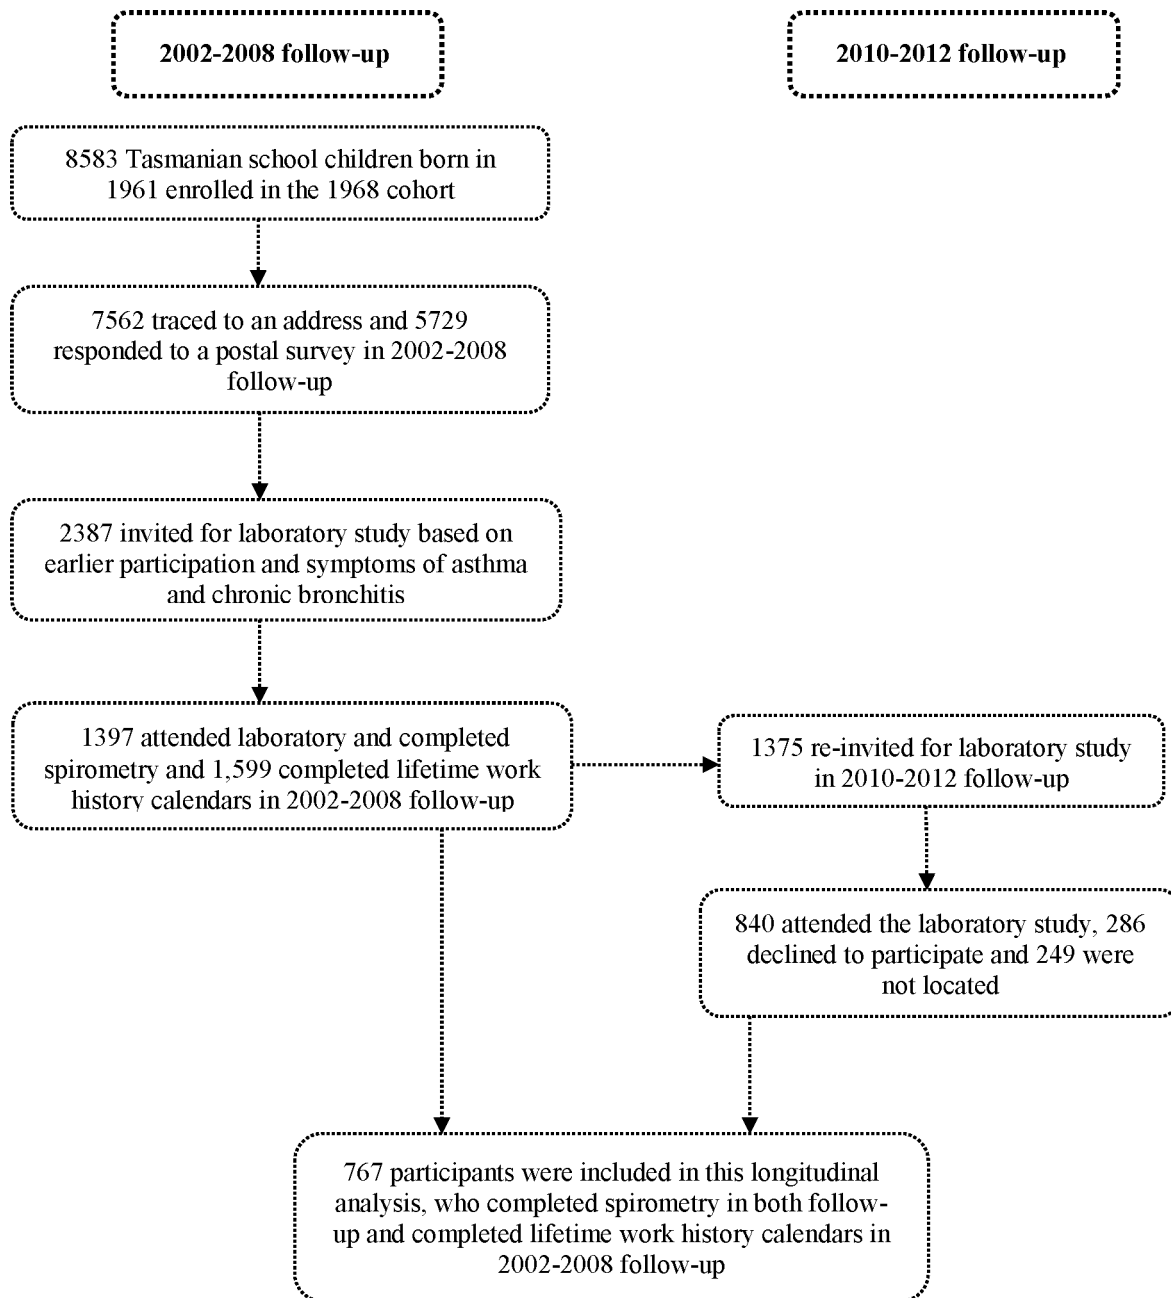 2002-2008 follow-up
2010-2012 follow-up
8583 Tasmanian school children born in
1961 enrolled in the 1968 cohort
7562 traced to an address and 5729
responded to a postal survey in 2002-2008
follow-up
2387 invited for laboratory study based on
earlier participation and symptoms of asthma
and chronic bronchitis
1397 attended laboratory and completed
spirometry and 1,599 completed lifetime work
history calendars in 2002-2008 follow-up
1375 re-invited for laboratory study
in 2010-2012 follow-up
840 attended the laboratory study, 286
declined to participate and 249 were
not located
767 participants were included in this longitudinal
analysis, who completed spirometry in both follow-
up and completed lifetime work history calendars in
2002-2008 follow-up